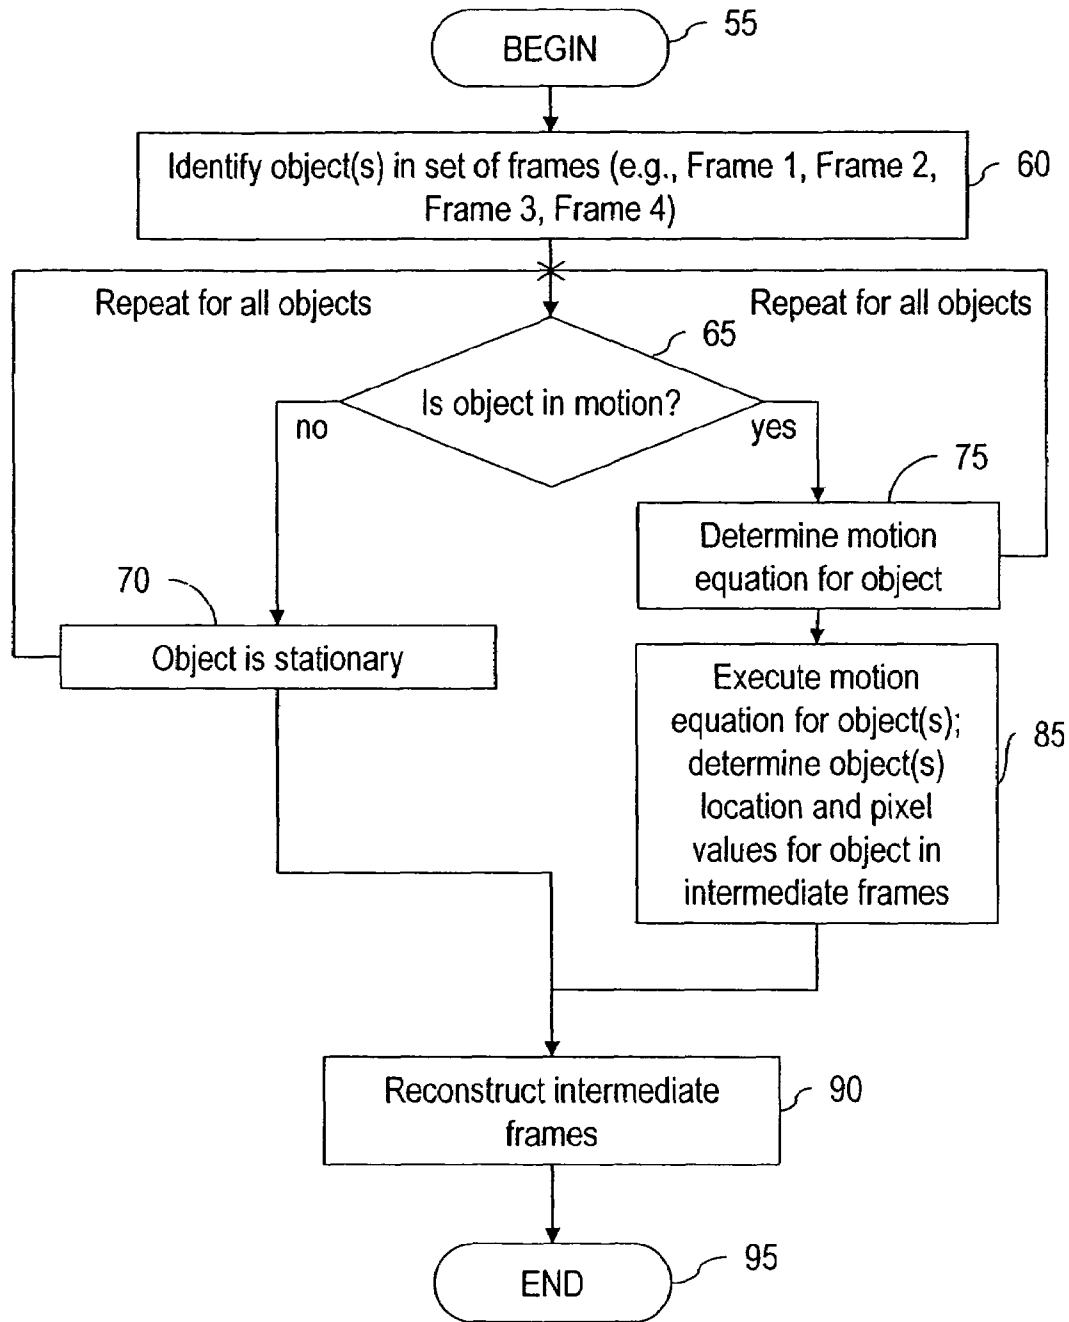 BEGIN
55
Identify object(s) in set of frames (e.g., Frame 1, Frame 2,
Frame 3, Frame 4)
60
Repeat for all objects
Repeat for all objects
65
Is object in motion?
no
yes
75
Determine motion
equation for object
70
Object is stationary
Execute motion
equation for object(s);
determine object(s)
location and pixel
values for object in
intermediate frames
85
Reconstruct intermediate
frames
90
END
95